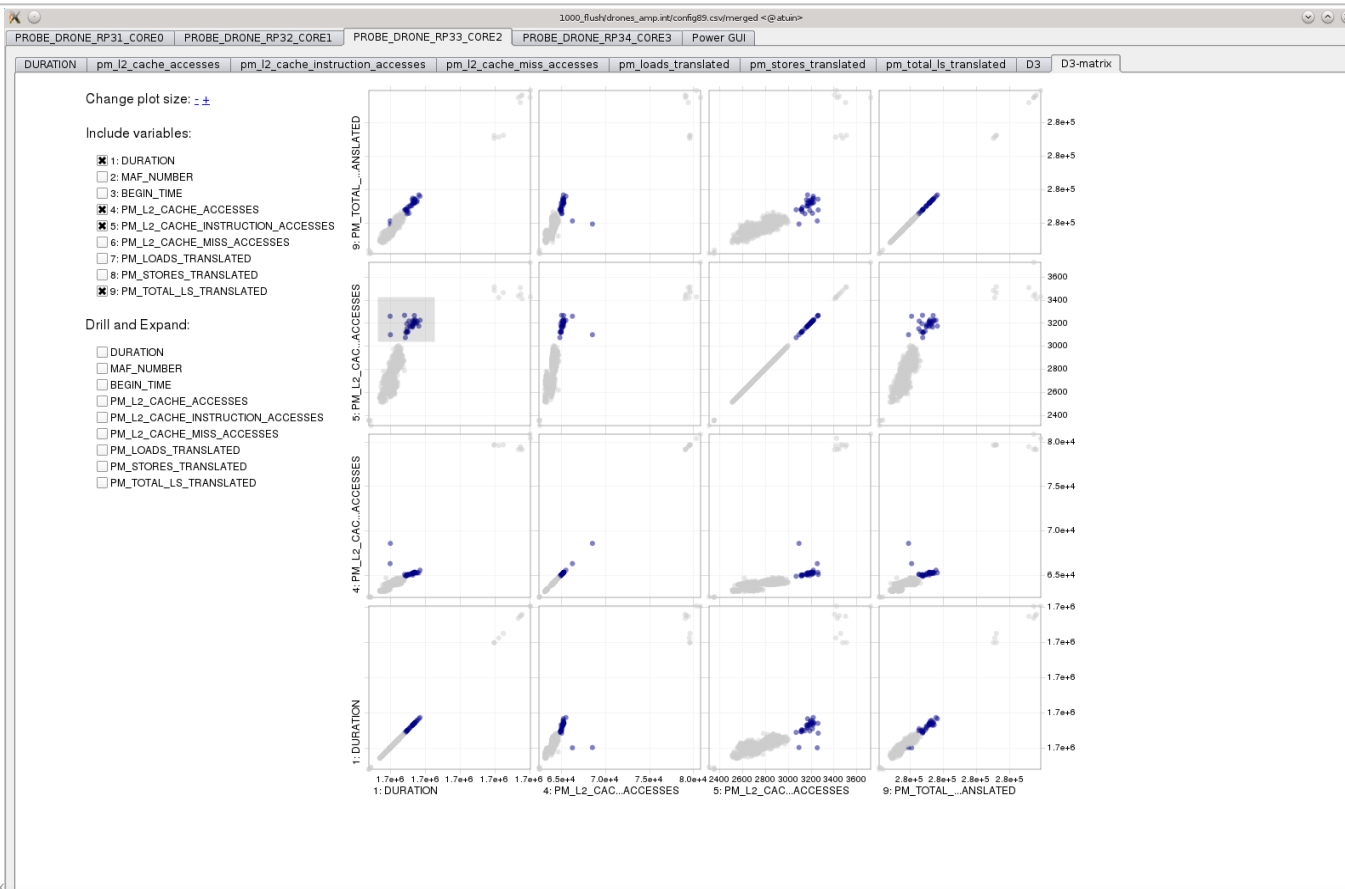 1000_flush/drones_amp.int/config89.csv/merged <@atuin>
PROBE_DRONE_RP31_CORE0 PROBE_DRONE_RP32_CORE1 PROBE_DRONE_RP33_CORE2 PROBE_DRONE_RP34_CORE3 Power GUI
DURATION pm_l2_cache_accesses pm_l2_cache_instruction_accesses pm_l2_cache_miss_accesses pm_loads_translated pm_stores_translated pm_total_ls_translated D3 D3-matrix
Change plot size: - +
Include variables:
1: DURATION
2: MAF_NUMBER
3: BEGIN_TIME
4: PM_L2_CACHE_ACCESSES
5: PM_L2_CACHE_INSTRUCTION_ACCESSES
6: PM_L2_CACHE_MISS_ACCESSES
7: PM_LOADS_TRANSLATED
8: PM_STORES_TRANSLATED
9: PM_TOTAL_LS_TRANSLATED
Drill and Expand:
DURATION
MAF_NUMBER
BEGIN_TIME
PM_L2_CACHE_ACCESSES
PM_L2_CACHE_INSTRUCTION_ACCESSES
PM_L2_CACHE_MISS_ACCESSES
PM_LOADS_TRANSLATED
PM_STORES_TRANSLATED
PM_TOTAL_LS_TRANSLATED
9: PM_TOTAL_...ANSLATED
2.8e+5
2.8e+5
2.8e+5
2.8e+5
5: PM_L2_CAC...ACCESSES
3600
3400
3200
3000
2800
2600
2400
4: PM_L2_CAC...ACCESSES
8.0e+4
7.5e+4
7.0e+4
6.5e+4
1: DURATION
1.7e+6
1.7e+6
1.7e+6
1.7e+6
1.7e+6
1.7e+6 1.7e+6 1.7e+6 1.7e+6 1.7e+6 6.5e+4 7.0e+4 7.5e+4 8.0e+4 2400 2600 2800 3000 3200 3400 3600 2.8e+5 2.8e+5 2.8e+5 2.8e+5
1: DURATION 4: PM_L2_CAC...ACCESSES 5: PM_L2_CAC...ACCESSES 9: PM_TOTAL_...ANSLATED